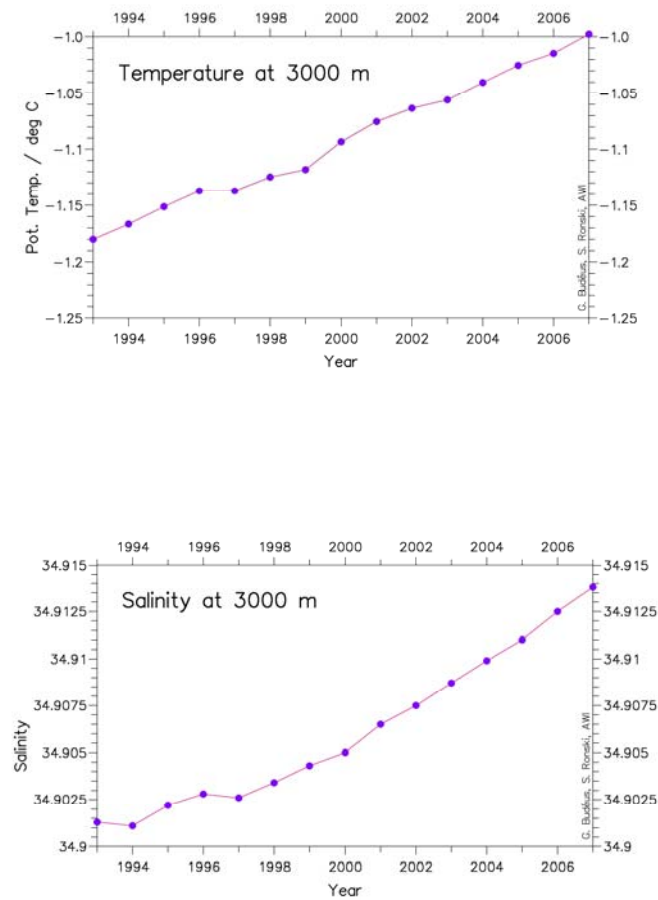 1994 1996 1998 2000 2002 2004 2006
Temperature at 3000 m
Pot. Temp. / deg C
−1.0 −1.0
−1.05 −1.05
−1.1 −1.1
−1.15 −1.15
−1.2 −1.2
−1.25 −1.25
G. Budéus, S. Ronski, AWI
1994 1996 1998 2000 2002 2004 2006
Year
1994 1996 1998 2000 2002 2004 2006
Salinity at 3000 m
Salinity
34.915 34.915
34.9125 34.9125
34.91 34.91
34.9075 34.9075
34.905 34.905
34.9025 34.9025
34.9 34.9
G. Budéus, S. Ronski, AWI
1994 1996 1998 2000 2002 2004 2006
Year